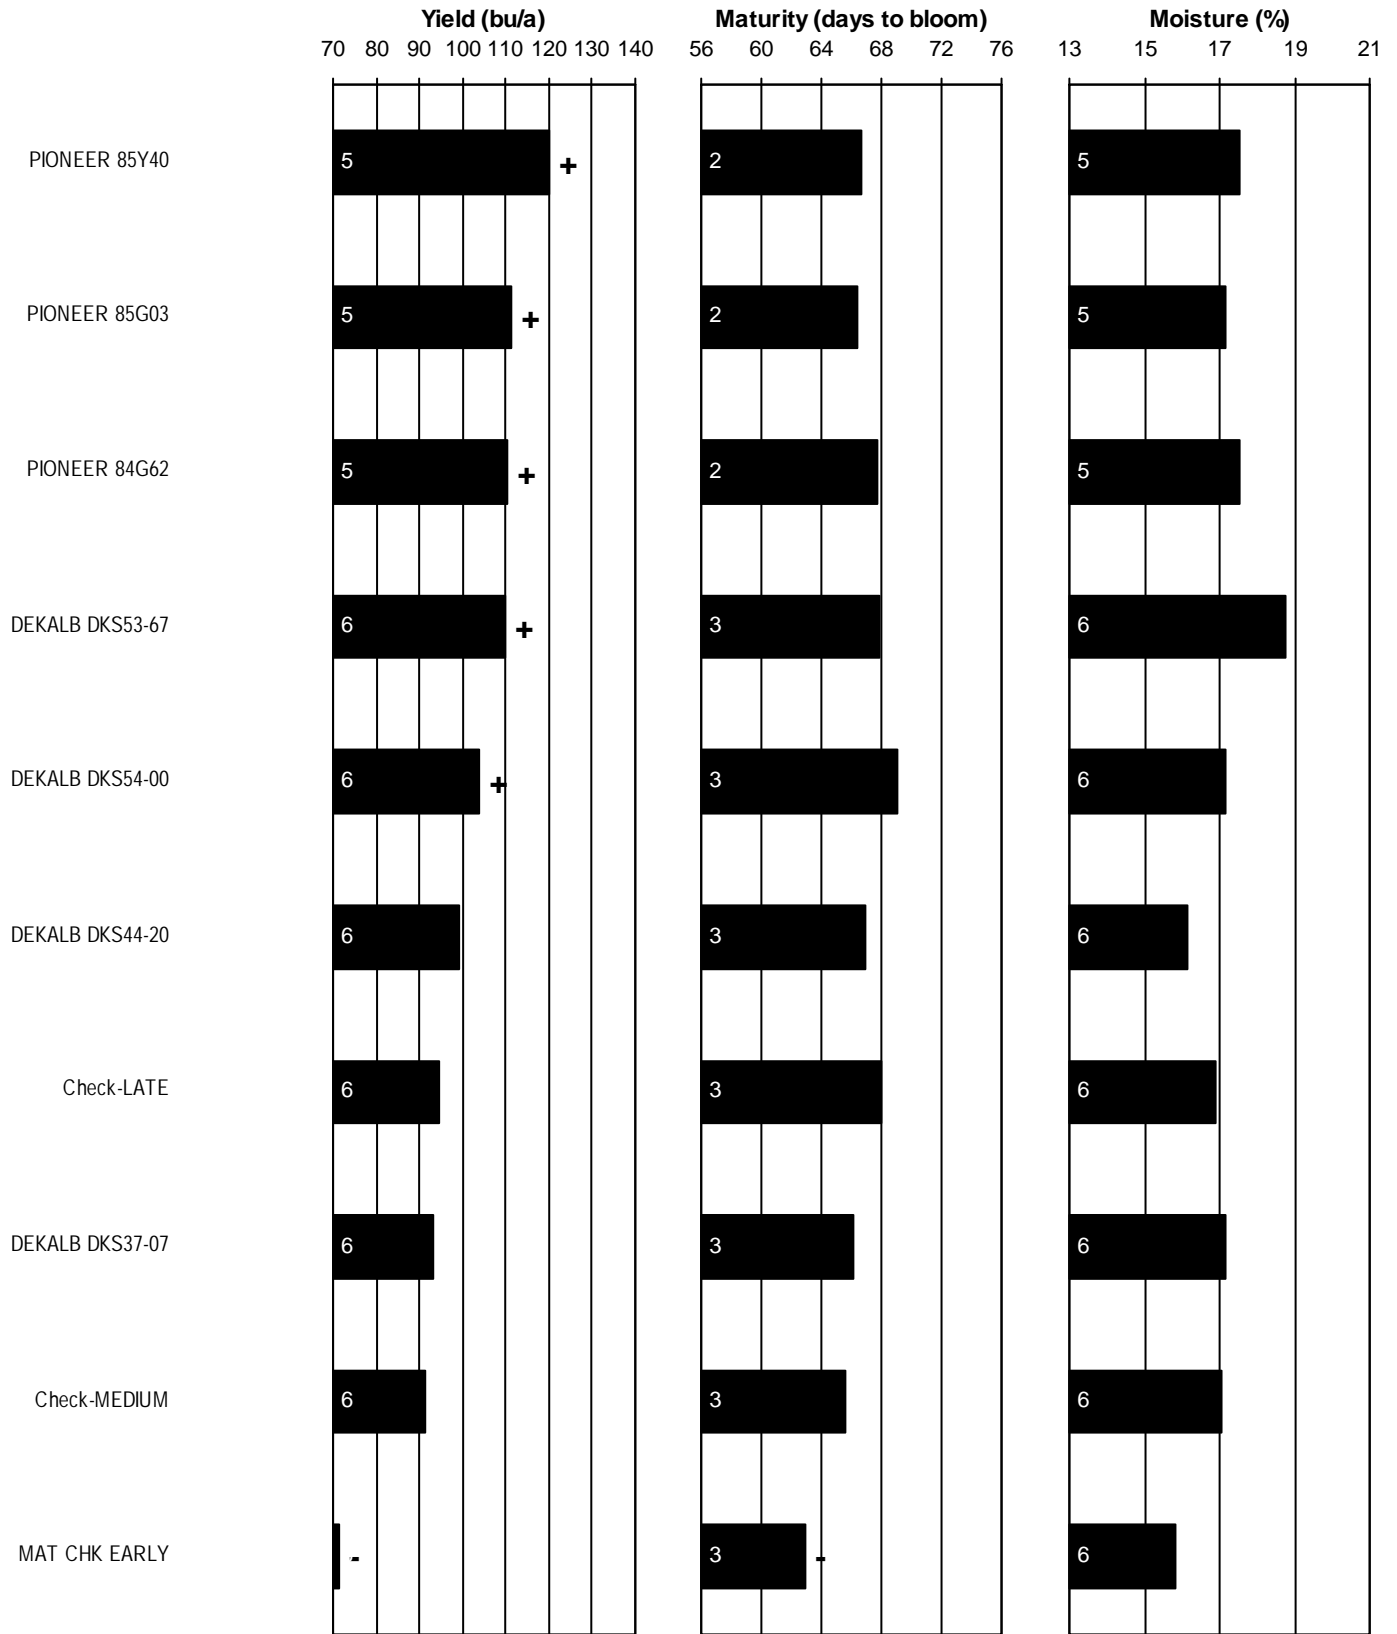 Yield (bu/a) Maturity (days to bloom) Moisture (%)
70 80 90 100 110 120 130 140 56 60 64 68 72 76 13 15 17 19 21
PIONEER 85Y40 5 + 2 5
PIONEER 85G03 5 + 2 5
PIONEER 84G62 5 + 2 5
DEKALB DKS53-67 6 + 3 6
DEKALB DKS54-00 6 + 3 6
DEKALB DKS44-20 6 3 6
Check-LATE 6 3 6
DEKALB DKS37-07 6 3 6
Check-MEDIUM 6 3 6
MAT CHK EARLY - 3 - 6